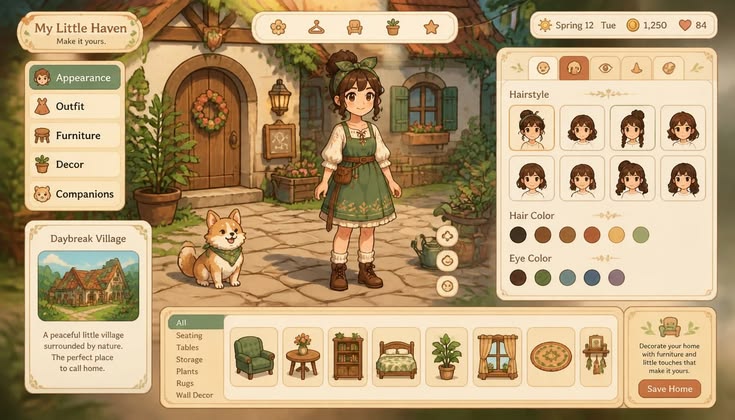 My Little Haven
Make it yours.
Spring 12 Tue 1,250 84
Appearance
Outfit
Furniture
Decor
Companions
Daybreak Village
A peaceful little village
surrounded by nature.
The perfect place
to call home.
Hairstyle
Hair Color
Eye Color
All
Seating
Tables
Storage
Plants
Rugs
Wall Decor
Decorate your home
with furniture and
little touches that
make it yours.
Save Home